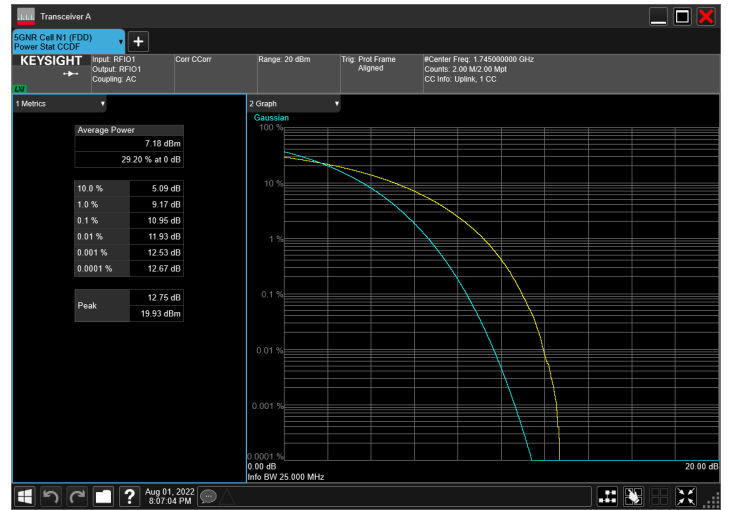 Transceiver A
5GNR Cell N1 (FDD)
Power Stat CCDF
KEYSIGHT
LXI
Input: RFIO1
Output: RFIO1
Coupling: AC
Corr CCorr
Range: 20 dBm
Trig: Prot Frame
Aligned
#Center Freq: 1.745000000 GHz
Counts: 2.00 M/2.00 Mpt
CC Info: Uplink, 1 CC
1 Metrics
Average Power
7.18 dBm
29.20 % at 0 dB
10.0 % 5.09 dB
1.0 % 9.17 dB
0.1 % 10.95 dB
0.01 % 11.93 dB
0.001 % 12.53 dB
0.0001 % 12.67 dB
Peak
12.75 dB
19.93 dBm
2 Graph
Gaussian
100 %
10 %
1 %
0.1 %
0.01 %
0.001 %
0.0001 %
0.00 dB
20.00 dB
Info BW 25.000 MHz
?
Aug 01, 2022
8:07:04 PM